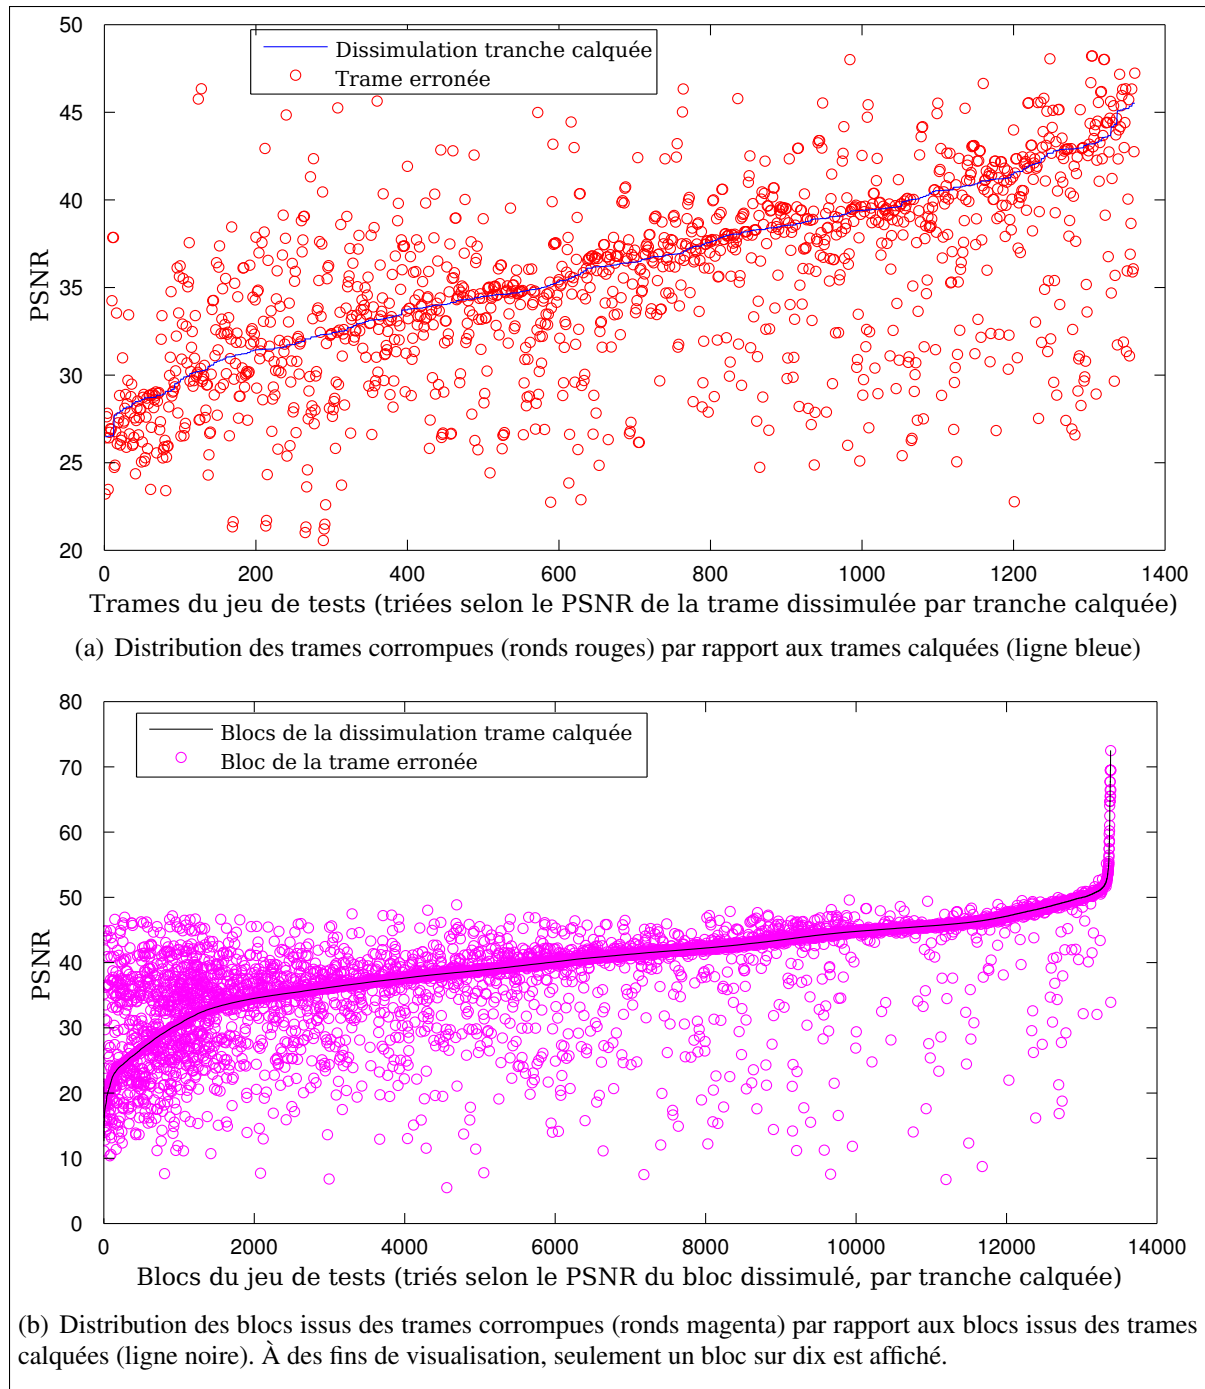 50
45
40
35
30
25
20
PSNR
Dissimulation tranche calquée
Trame erronée
0 200 400 600 800 1000 1200 1400
Trames du jeu de tests (triées selon le PSNR de la trame dissimulée par tranche calquée)
(a) Distribution des trames corrompues (ronds rouges) par rapport aux trames calquées (ligne bleue)
80
70
60
50
40
30
20
10
0
PSNR
Blocs de la dissimulation trame calquée
Bloc de la trame erronée
0 2000 4000 6000 8000 10000 12000 14000
Blocs du jeu de tests (triés selon le PSNR du bloc dissimulé, par tranche calquée)
(b) Distribution des blocs issus des trames corrompues (ronds magenta) par rapport aux blocs issus des trames
calquées (ligne noire). À des fins de visualisation, seulement un bloc sur dix est affiché.